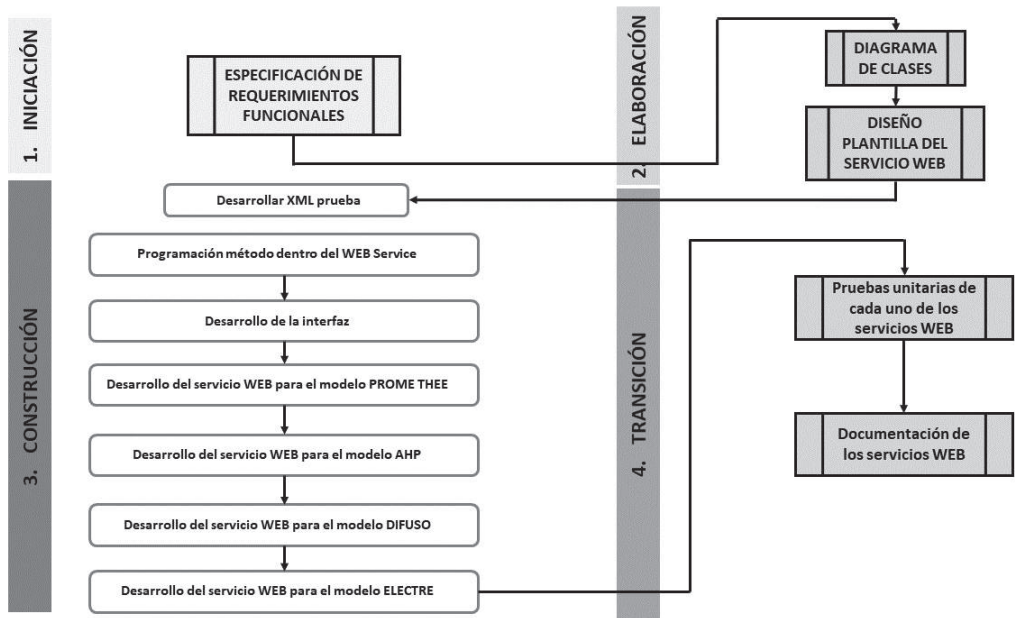 1. INICIACIÓN
ESPECIFICACIÓN DE
REQUERIMIENTOS
FUNCIONALES
2. ELABORACIÓN
DIAGRAMA
DE CLASES
DISEÑO
PLANTILLA DEL
SERVICIO WEB
3. CONSTRUCCIÓN
Desarrollar XML prueba
Programación método dentro del WEB Service
Desarrollo de la interfaz
Desarrollo del servicio WEB para el modelo PROME THEE
Desarrollo del servicio WEB para el modelo AHP
Desarrollo del servicio WEB para el modelo DIFUSO
Desarrollo del servicio WEB para el modelo ELECTRE
4. TRANSICIÓN
Pruebas unitarias de
cada uno de los
servicios WEB
Documentación de
los servicios WEB